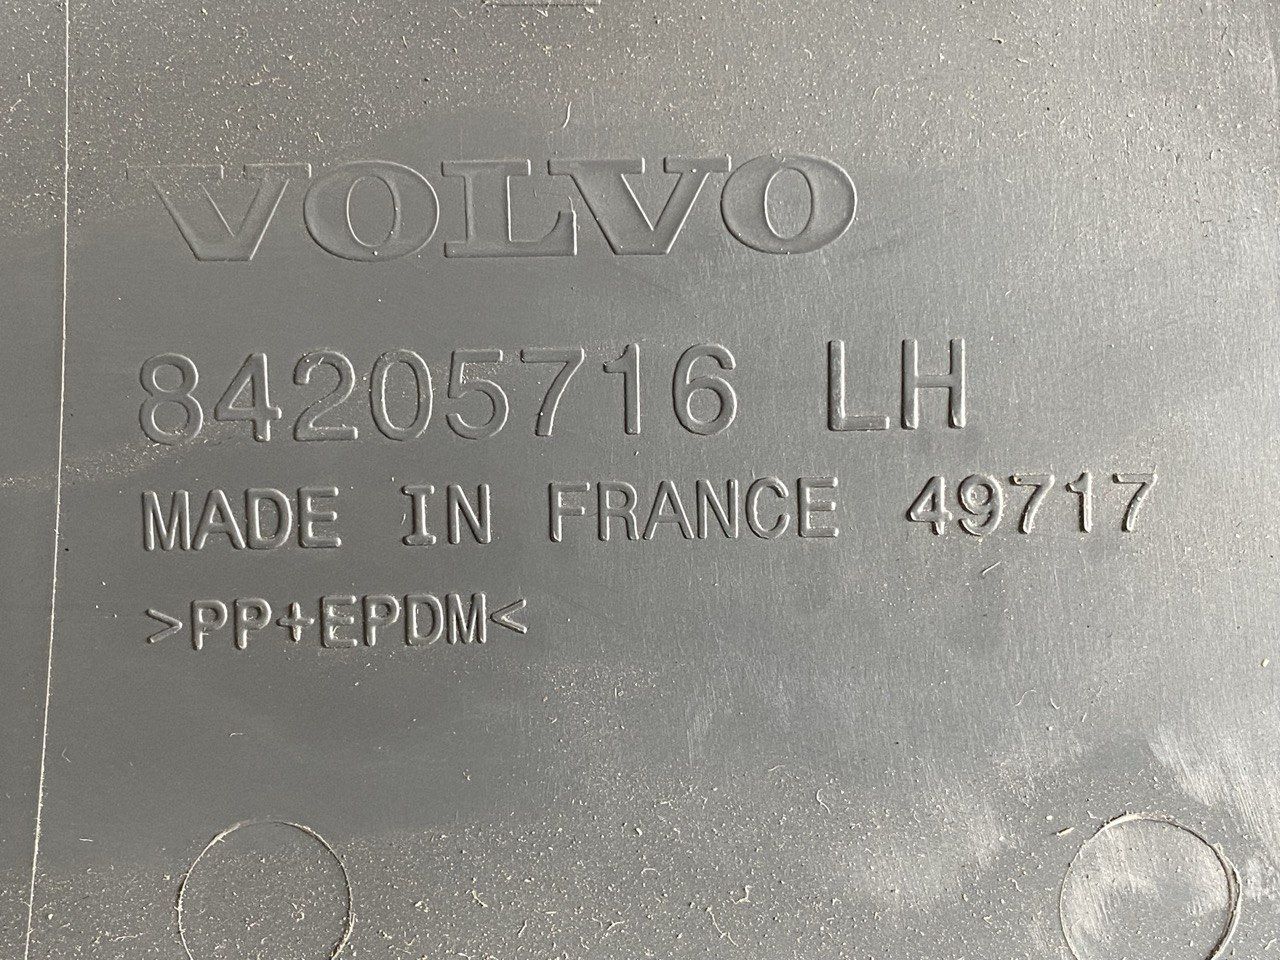 VOLVO
84205716 LH
MADE IN FRANCE 49717
>PP+EPDM<